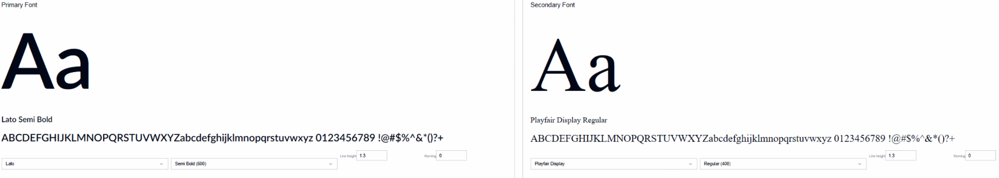 Primary Font
Aa
Lato Semi Bold
ABCDEFGHIJKLMNOPQRSTUVWXYZabcdefghijklmnopqrstuvwxyz 0123456789 !@#$%^&*()?+
Lato
Semi Bold (600)
Line height
1.3
Kerning
0
Secondary Font
Aa
Playfair Display Regular
ABCDEFGHIJKLMNOPQRSTUVWXYZabcdefghijklmnopqrstuvwxyz 0123456789 !@#$%^&*()?+
Playfair Display
Regular (400)
Line height
1.3
Kerning
0